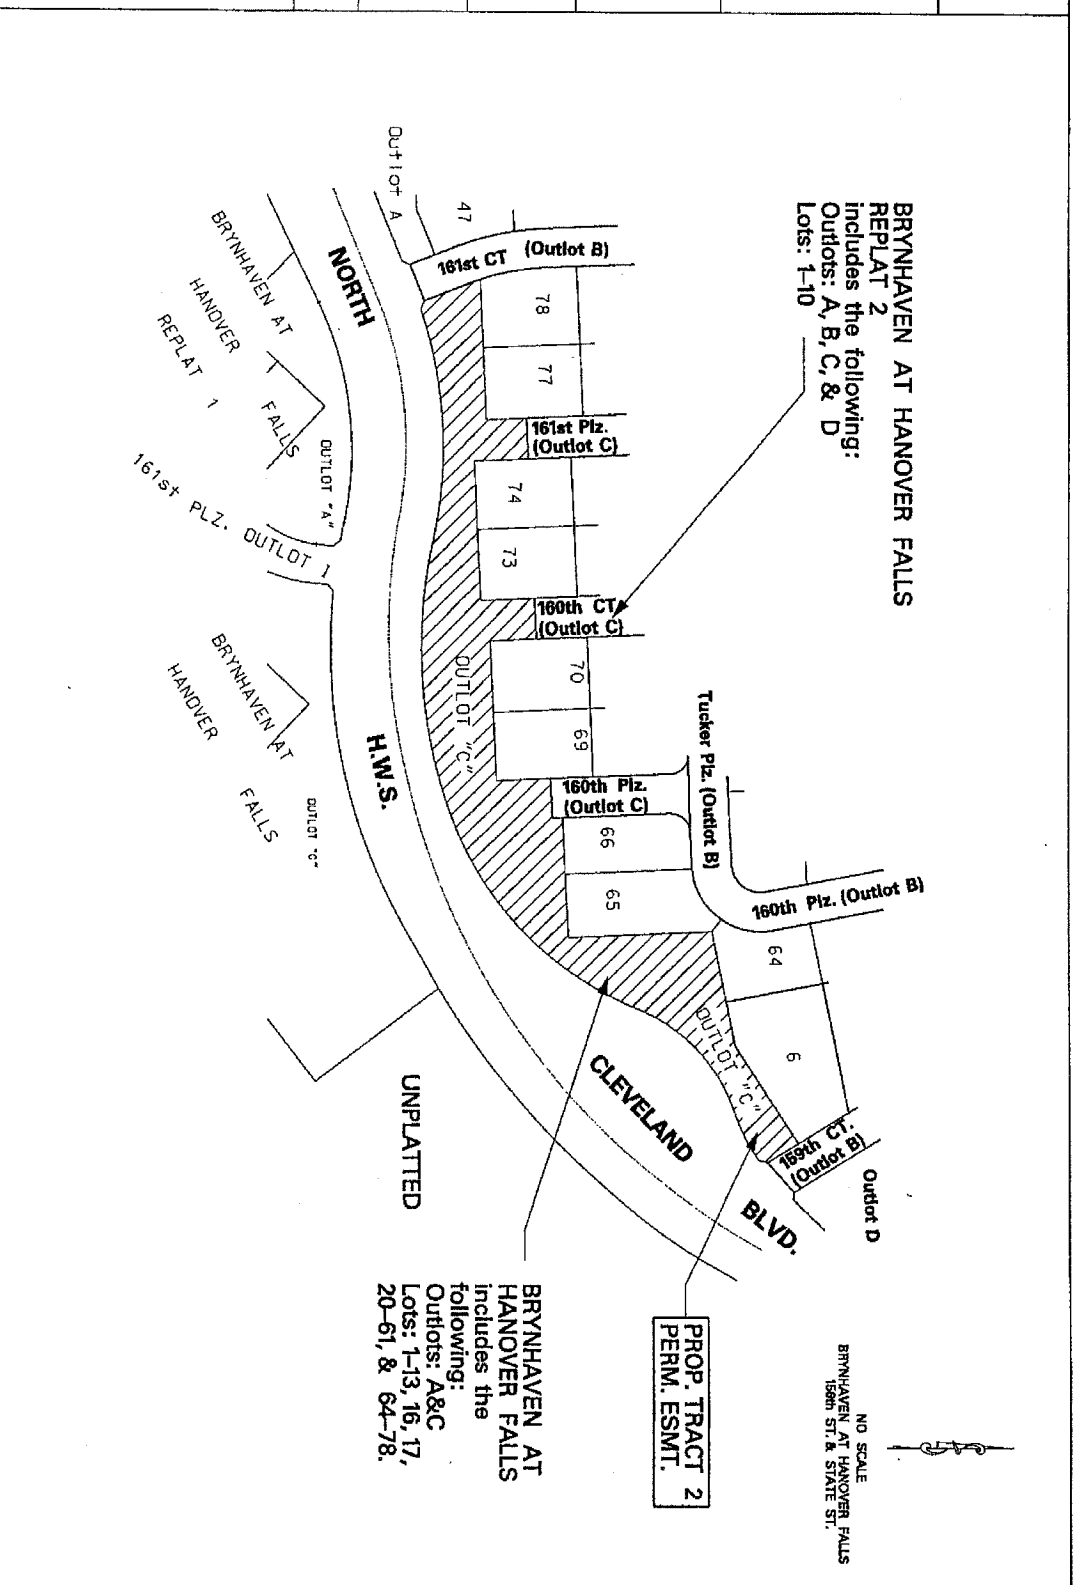 BRYNHAVEN AT HANOVER FALLS
REPLAT 2
includes the following:
Outlots: A, B, C, & D
Lots: 1-10
NO SCALE
BRYNHAVEN AT HANOVER FALLS
156th ST. & STATE ST.
Outlot A
47
161st CT
(Outlot B)
78
77
161st Plz.
(Outlot C)
74
73
160th CT.
(Outlot C)
70
69
OUTLOT "C"
160th Plz.
(Outlot C)
Tucker Plz. (Outlot B)
66
65
160th Plz. (Outlot B)
64
6
OUTLOT "C"
159th CT.
(Outlot B)
Outlot D
NORTH
H.W.S.
CLEVELAND
BLVD.
BRYNHAVEN AT
HANOVER
FALLS
REPLAT 1
OUTLOT "A"
161st PLZ. OUTLOT 1
BRYNHAVEN AT
HANOVER
FALLS
OUTLOT "C"
UNPLATTED
BRYNHAVEN AT
HANOVER FALLS
includes the
following:
Outlots: A&C
Lots: 1-13, 16, 17,
20-61, & 64-78.
PROP. TRACT 2
PERM. ESMT.